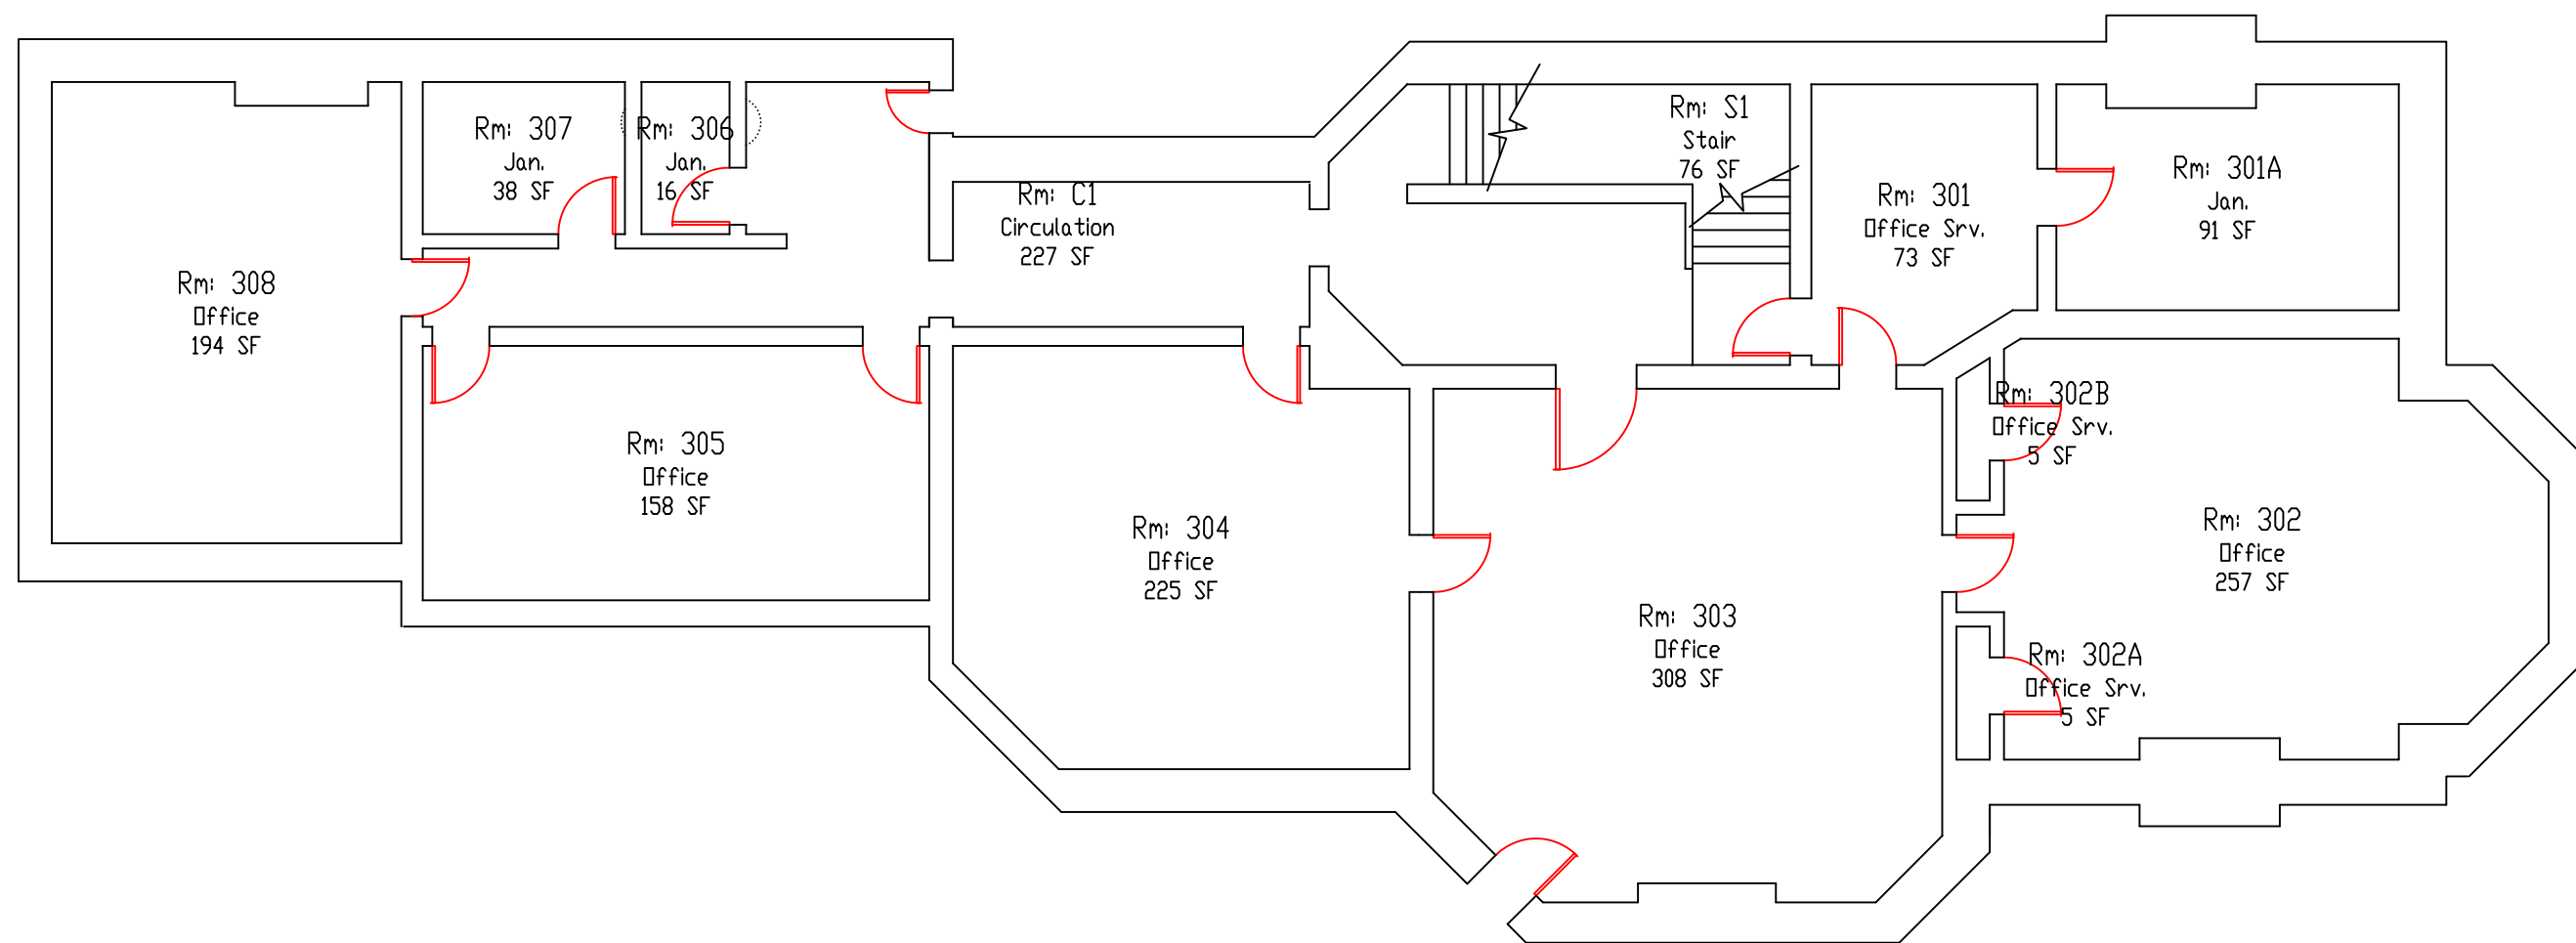 Rm: 307
Jan.
38 SF
Rm: 306
Jan.
16 SF
Rm: S1
Stair
76 SF
Rm: C1
Circulation
227 SF
Rm: 301
Office Srv.
73 SF
Rm: 301A
Jan.
91 SF
Rm: 308
Office
194 SF
Rm: 305
Office
158 SF
Rm: 302B
Office Srv.
5 SF
Rm: 304
Office
225 SF
Rm: 302
Office
257 SF
Rm: 303
Office
308 SF
Rm: 302A
Office Srv.
5 SF